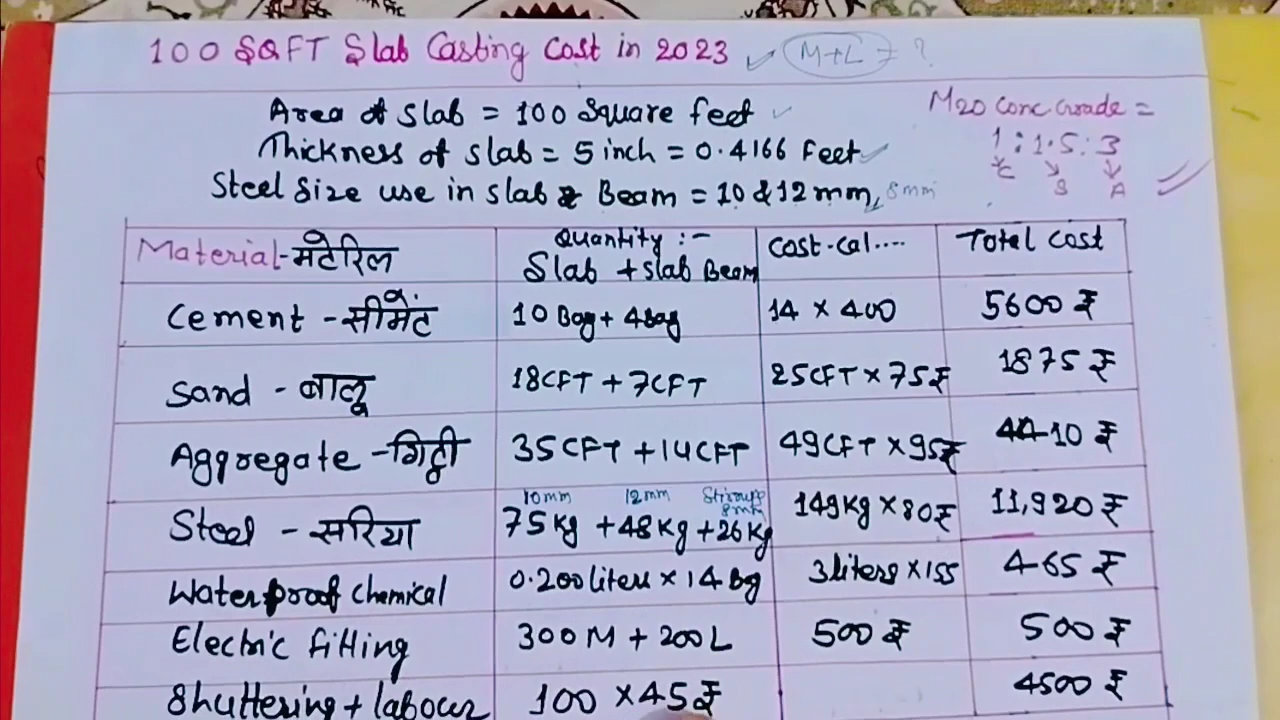 100 SQFT Slab Casting Cost in 2023 M+L = ?
Area of Slab = 100 Square feet
Thickness of slab = 5 inch = 0.4166 Feet
Steel Size use in slab & Beam = 10 & 12 mm, 8mm
M20 Conc Grade =
1 : 1.5 : 3
C S A
Material-मटेरिल Quantity :- Slab + slab Beam Cost-cal.... Total Cost
Cement - सीमेंट 10 Bag + 4 Bag 14 × 400 5600 ₹
Sand - बालू 18CFT + 7CFT 25CFT × 75₹ 1875 ₹
Aggregate - गिट्टी 35CFT + 14CFT 49CFT × 95₹ 4410 ₹
10mm 12mm Stirrups 8mm
Steel - सरिया 75Kg + 48Kg + 26Kg 149Kg × 80₹ 11,920 ₹
Waterproof Chemical 0.200liters × 14 Bg 3liters × 155 465 ₹
Electric fitting 300M + 200L 500 ₹ 500 ₹
Shuttering + labour 100 × 45₹ 4500 ₹